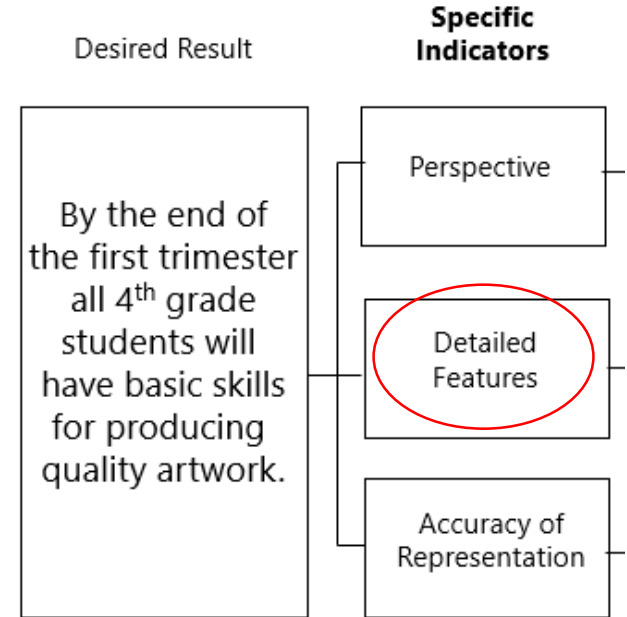 Desired Result
Specific
Indicators
By the end of
the first trimester
all 4th grade
students will
have basic skills
for producing
quality artwork.
Perspective
Detailed
Features
Accuracy of
Representation